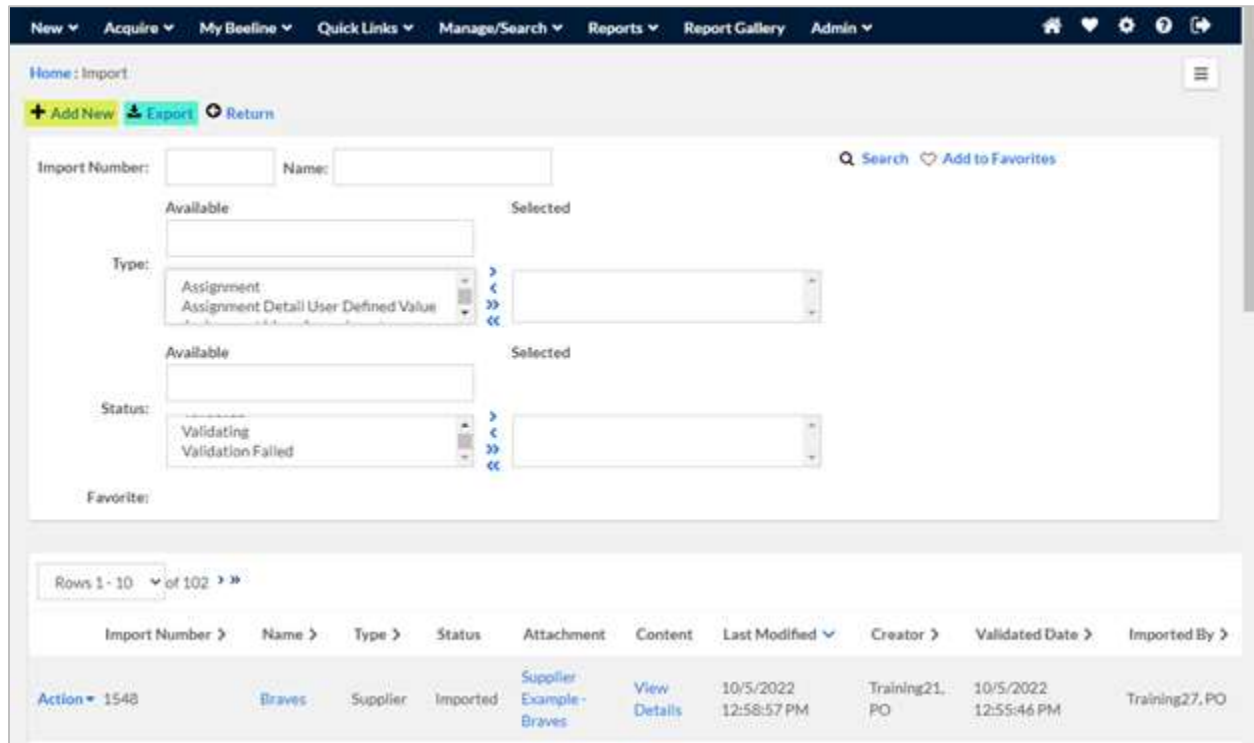 New Acquire My Beeline Quick Links Manage/Search Reports Report Gallery Admin
Home : Import
Add New Export Return
Import Number: Name: Search Add to Favorites
Available Selected
Type:
Assignment
Assignment Detail User Defined Value
Available Selected
Status:
Validating
Validation Failed
Favorite:
Rows 1 - 10 of 102
Import Number Name Type Status Attachment Content Last Modified Creator Validated Date Imported By
Action 1548 Braves Supplier Imported Supplier Example - Braves View Details 10/5/2022 12:58:57 PM Training21, PO 10/5/2022 12:55:46 PM Training27, PO